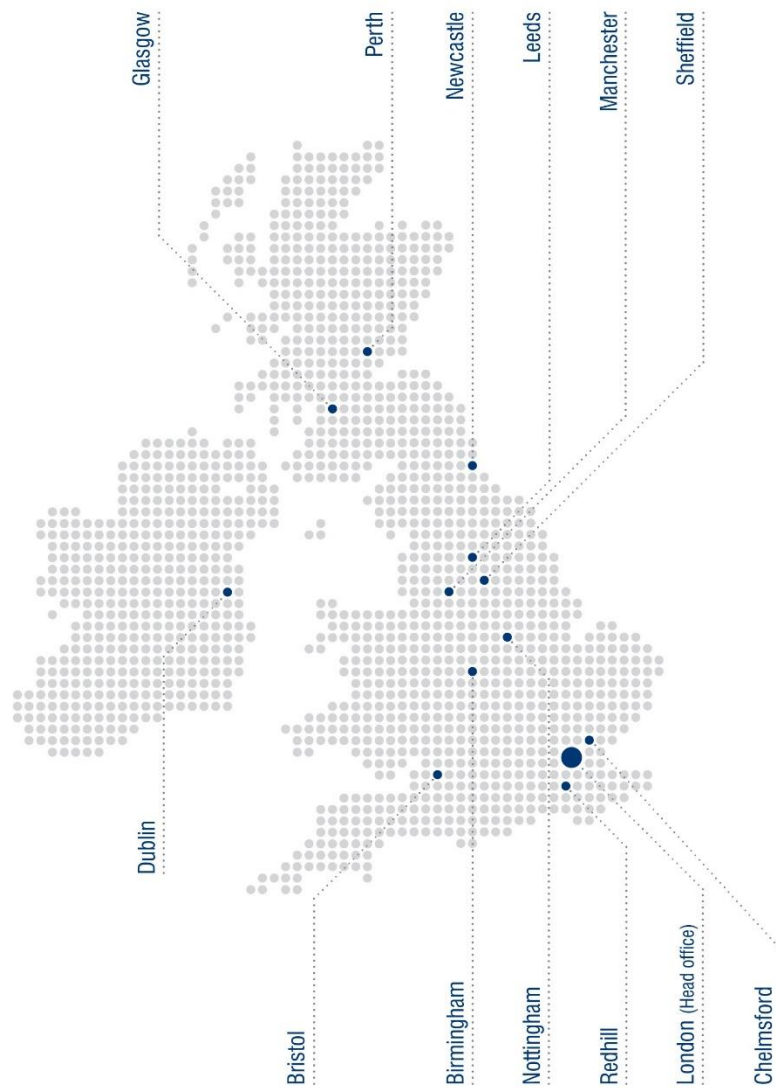 Glasgow
Perth
Newcastle
Leeds
Manchester
Sheffield
Dublin
Bristol
Birmingham
Nottingham
Redhill
London (Head office)
Chelmsford